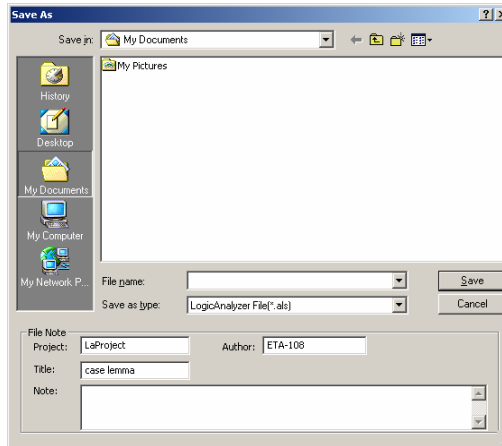 Save As
Save in: My Documents
My Pictures
History
Desktop
My Documents
My Computer
My Network P...
File name:
Save
Save as type: LogicAnalyzer File(*.als)
Cancel
File Note
Project: LaProject Author: ETA-108
Title: case lemma
Note: